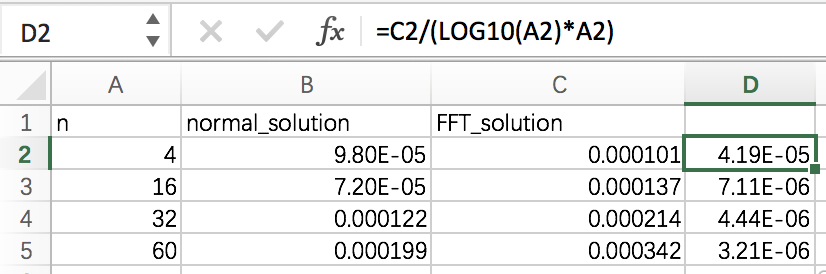 D2 fx =C2/(LOG10(A2)*A2)
A B C D
1 n normal_solution FFT_solution
2 4 9.80E-05 0.000101 4.19E-05
3 16 7.20E-05 0.000137 7.11E-06
4 32 0.000122 0.000214 4.44E-06
5 60 0.000199 0.000342 3.21E-06